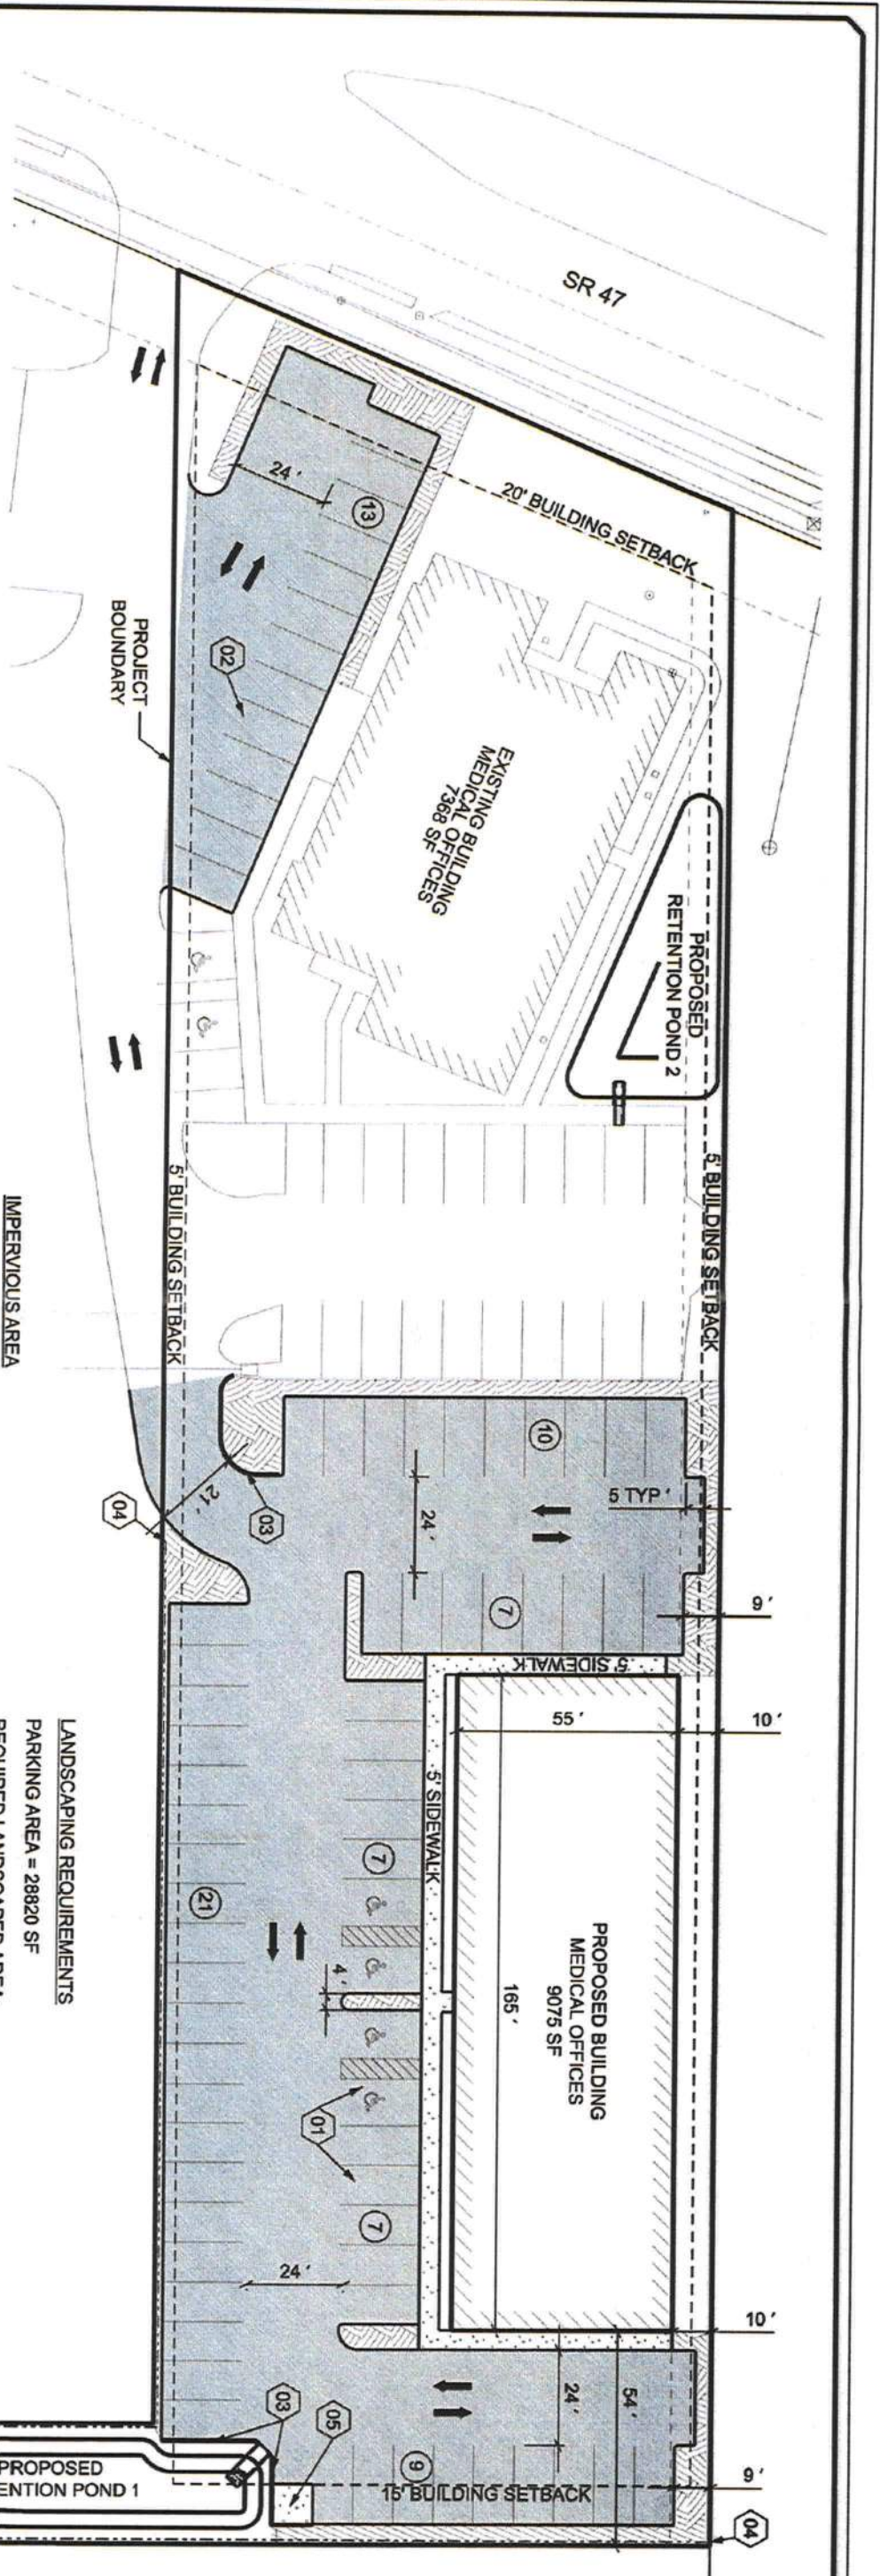 SR 47
20' BUILDING SETBACK
24 '
13
02
PROJECT
BOUNDARY
EXISTING BUILDING
MEDICAL OFFICES
7368 SF
PROPOSED
RETENTION POND 2
5' BUILDING SETBACK
5' BUILDING SETBACK
IMPERVIOUS AREA
10
5 TYP '
24 '
21 '
03
04
7
9 '
5' SIDEWALK
10 '
55 '
5' SIDEWALK
165 '
PROPOSED BUILDING
MEDICAL OFFICES
9075 SF
7
21
4 '
01
7
24 '
LANDSCAPING REQUIREMENTS
PARKING AREA = 28820 SF
10 '
24 '
54 '
03
05
9
15' BUILDING SETBACK
9 '
04
PROPOSED
ENTION POND 1